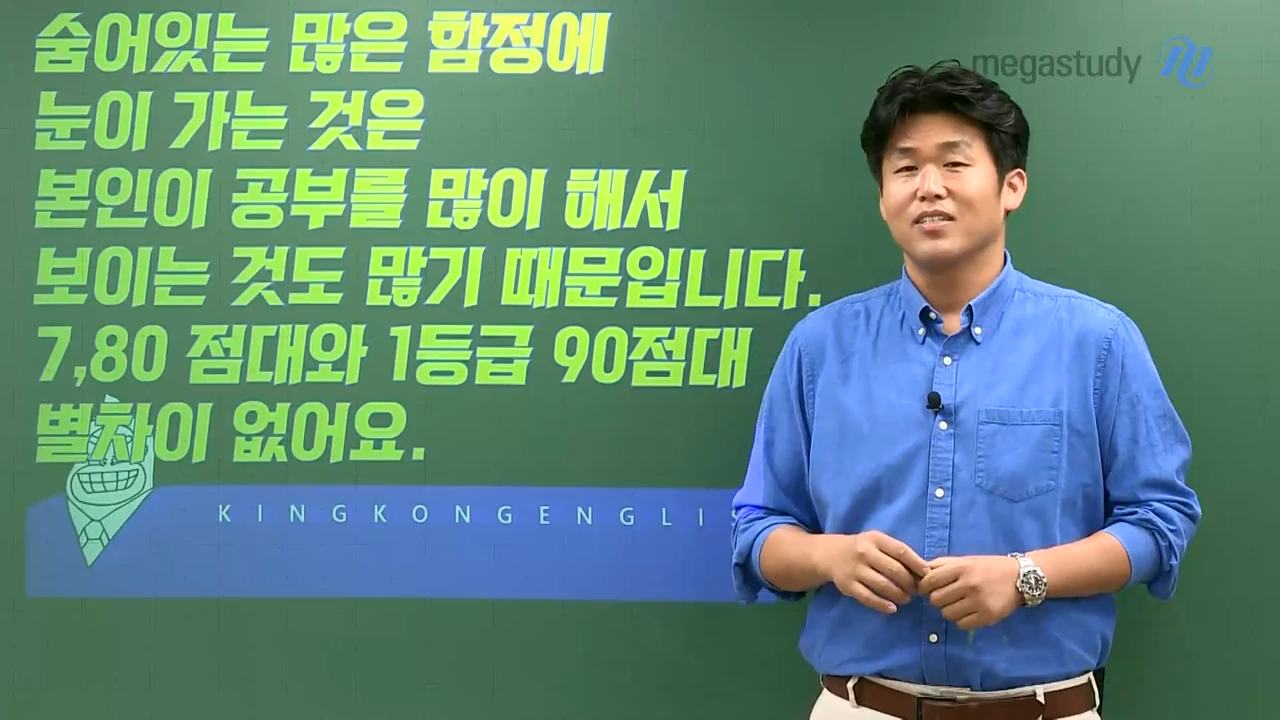 숨어있는 많은 함정에
megastudy
눈이 가는 것은
본인이 공부를 많이 해서
보이는 것도 많기 때문입니다.
7,80 점대와 1등급 90점대
별차이 없어요.
KINGKONGENGLI